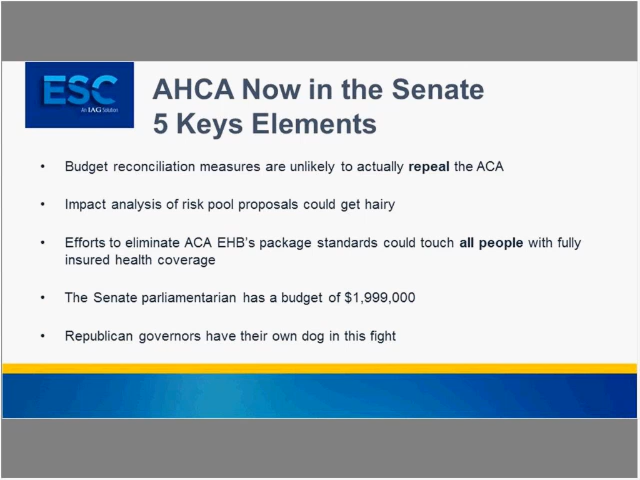 ESC
An IAG Solution
AHCA Now in the Senate
5 Keys Elements
• Budget reconciliation measures are unlikely to actually repeal the ACA
• Impact analysis of risk pool proposals could get hairy
• Efforts to eliminate ACA EHB's package standards could touch all people with fully
insured health coverage
• The Senate parliamentarian has a budget of $1,999,000
• Republican governors have their own dog in this fight